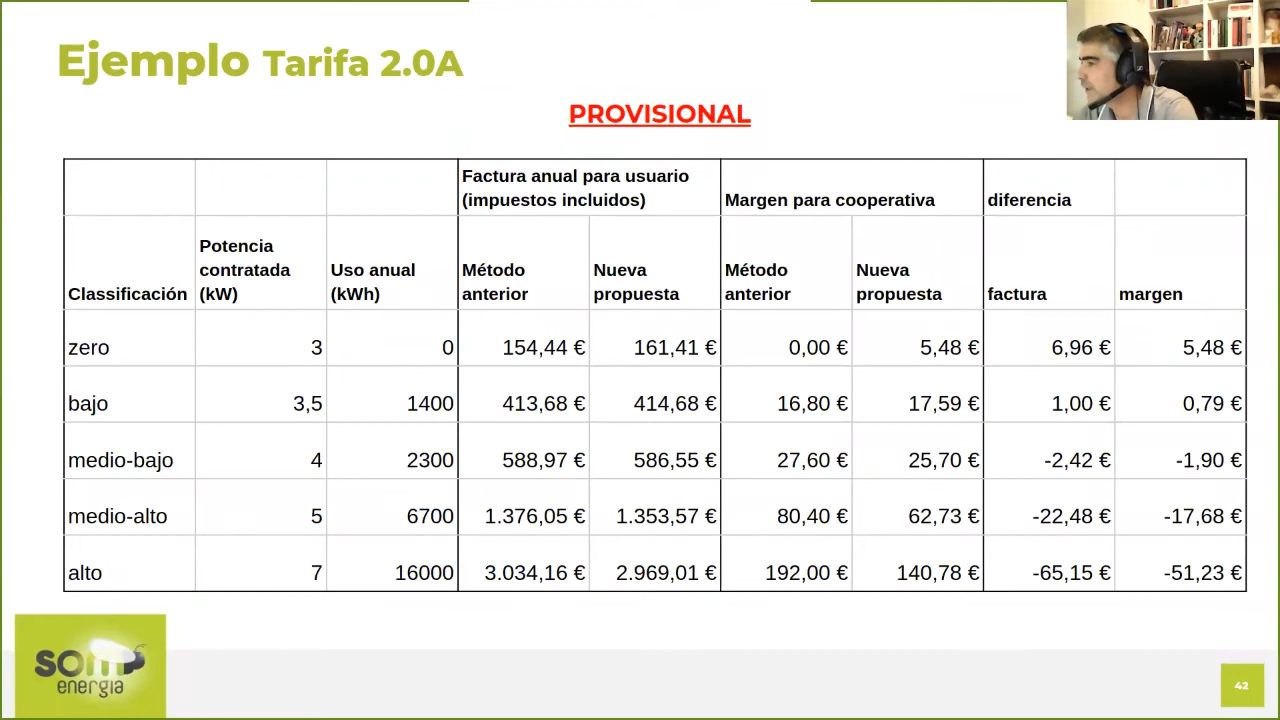 Ejemplo Tarifa 2.0A
PROVISIONAL
Factura anual para usuario
(impuestos incluidos)
Margen para cooperativa
diferencia
Classificación
Potencia
contratada
(kW)
Uso anual
(kWh)
Método
anterior
Nueva
propuesta
Método
anterior
Nueva
propuesta
factura
margen
zero 3 0 154,44 € 161,41 € 0,00 € 5,48 € 6,96 € 5,48 €
bajo 3,5 1400 413,68 € 414,68 € 16,80 € 17,59 € 1,00 € 0,79 €
medio-bajo 4 2300 588,97 € 586,55 € 27,60 € 25,70 € -2,42 € -1,90 €
medio-alto 5 6700 1.376,05 € 1.353,57 € 80,40 € 62,73 € -22,48 € -17,68 €
alto 7 16000 3.034,16 € 2.969,01 € 192,00 € 140,78 € -65,15 € -51,23 €
som
energia
42